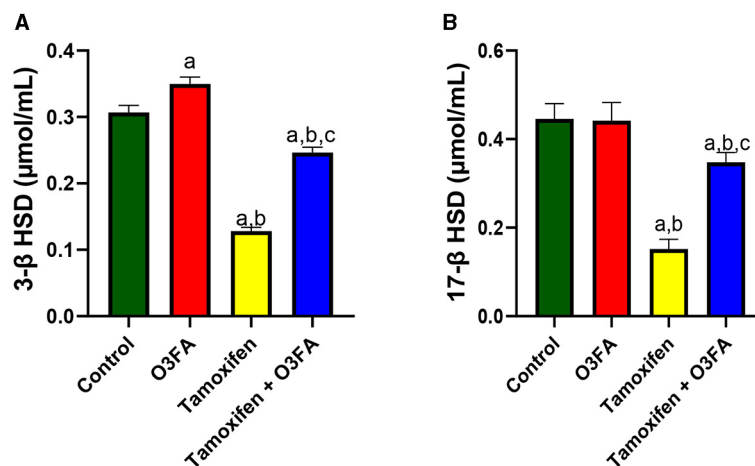 A
3-β HSD (µmol/mL)
0.4
0.3
0.2
0.1
0.0
a
a,b
a,b,c
Control
O3FA
Tamoxifen
Tamoxifen + O3FA
B
17-β HSD (µmol/mL)
0.6
0.4
0.2
0.0
a,b
a,b,c
Control
O3FA
Tamoxifen
Tamoxifen + O3FA